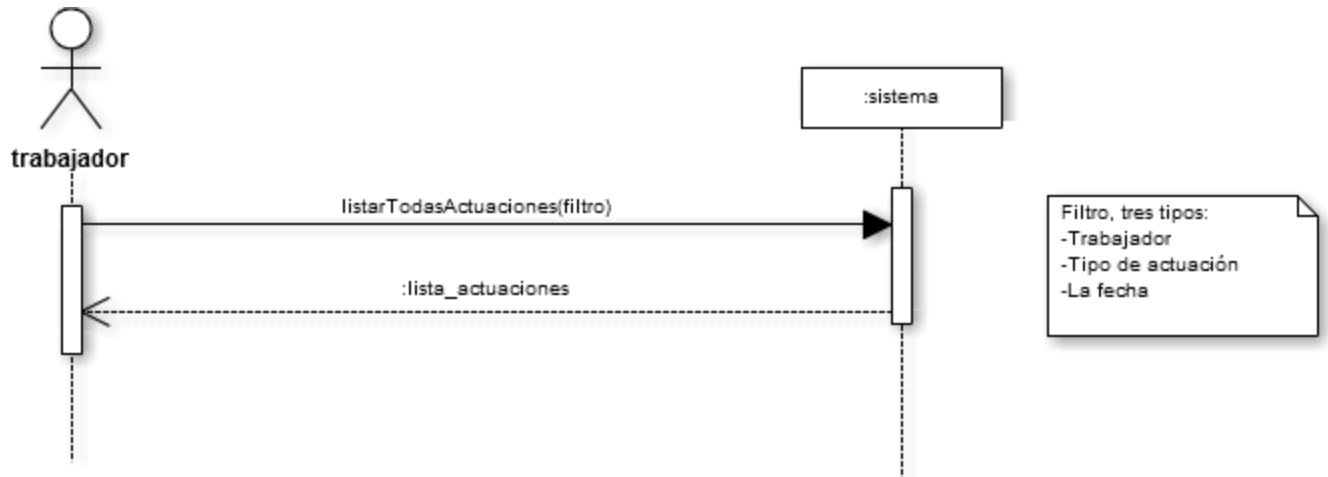 :sistema
trabajador
listarTodasActuaciones(filtro)
:lista_actuaciones
Filtro, tres tipos:
-Trabajador
-Tipo de actuación
-La fecha